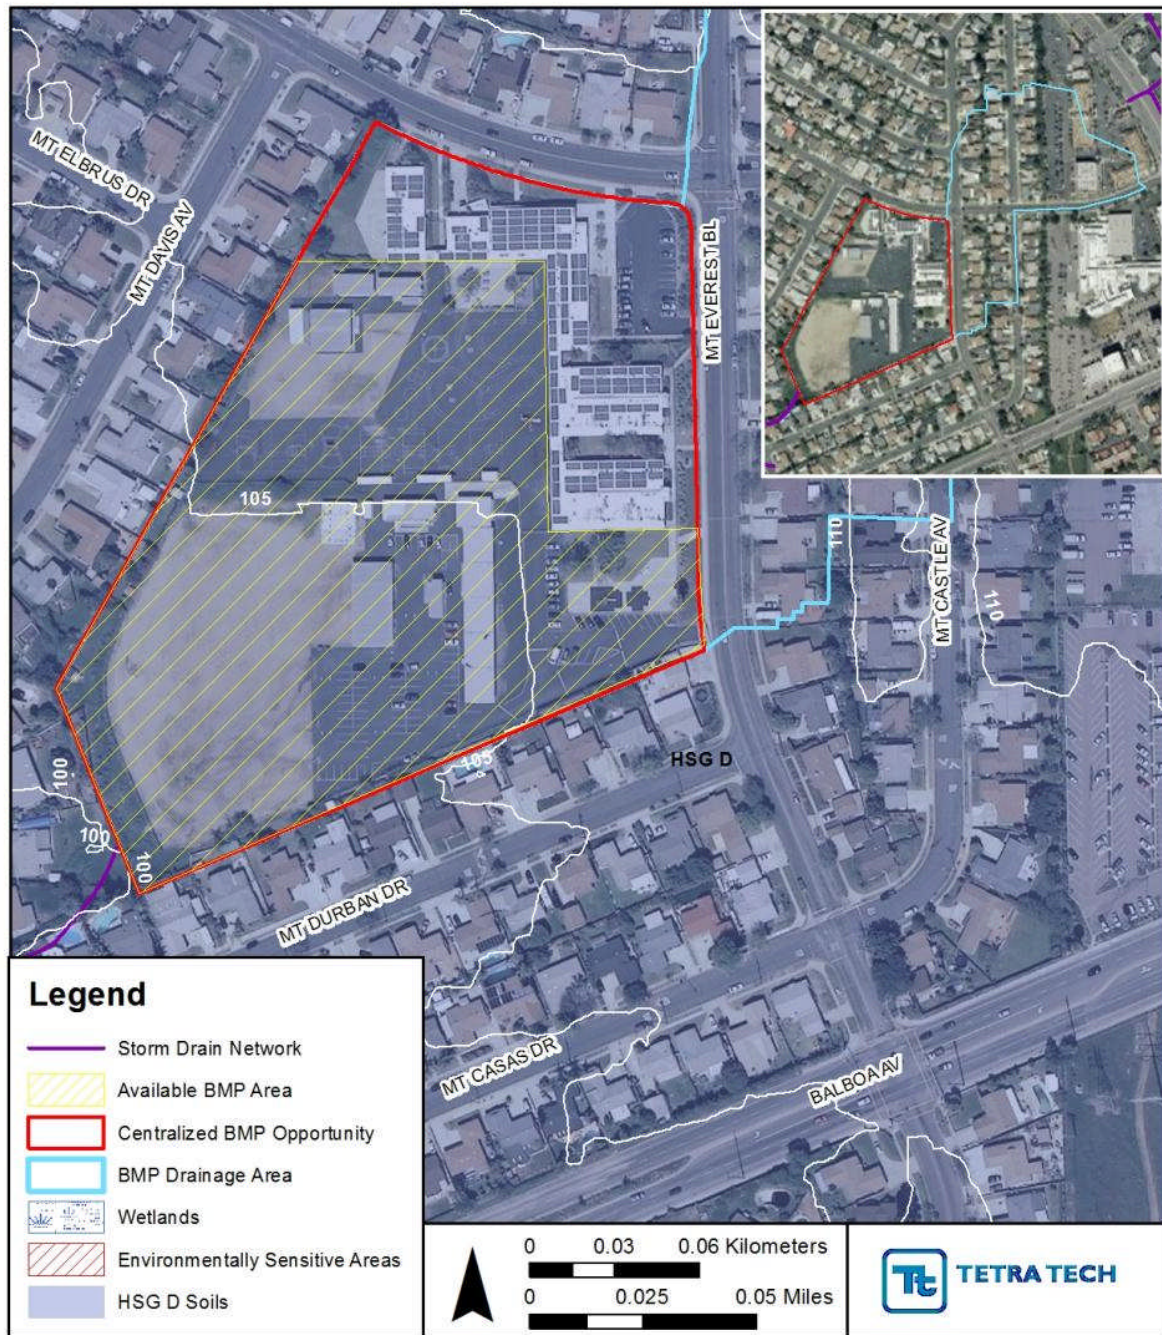 MT ELBRUS DR
MT DAVIS AV
MT EVEREST BL
105
110
MT CASTLE AV
110
HSG D
105
100
100
100
MT DURBAN DR
MT CASAS DR
BALBOA AV
Legend
Storm Drain Network
Available BMP Area
Centralized BMP Opportunity
BMP Drainage Area
Wetlands
Environmentally Sensitive Areas
HSG D Soils
0 0.03 0.06 Kilometers
0 0.025 0.05 Miles
Tt TETRA TECH